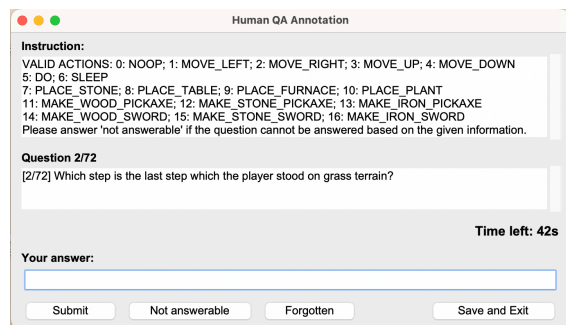 Human QA Annotation
Instruction:
VALID ACTIONS: 0: NOOP; 1: MOVE_LEFT; 2: MOVE_RIGHT; 3: MOVE_UP; 4: MOVE_DOWN
5: DO; 6: SLEEP
7: PLACE_STONE; 8: PLACE_TABLE; 9: PLACE_FURNACE; 10: PLACE_PLANT
11: MAKE_WOOD_PICKAXE; 12: MAKE_STONE_PICKAXE; 13: MAKE_IRON_PICKAXE
14: MAKE_WOOD_SWORD; 15: MAKE_STONE_SWORD; 16: MAKE_IRON_SWORD
Please answer 'not answerable' if the question cannot be answered based on the given information.
Question 2/72
[2/72] Which step is the last step which the player stood on grass terrain?
Time left: 42s
Your answer:
Submit Not answerable Forgotten Save and Exit